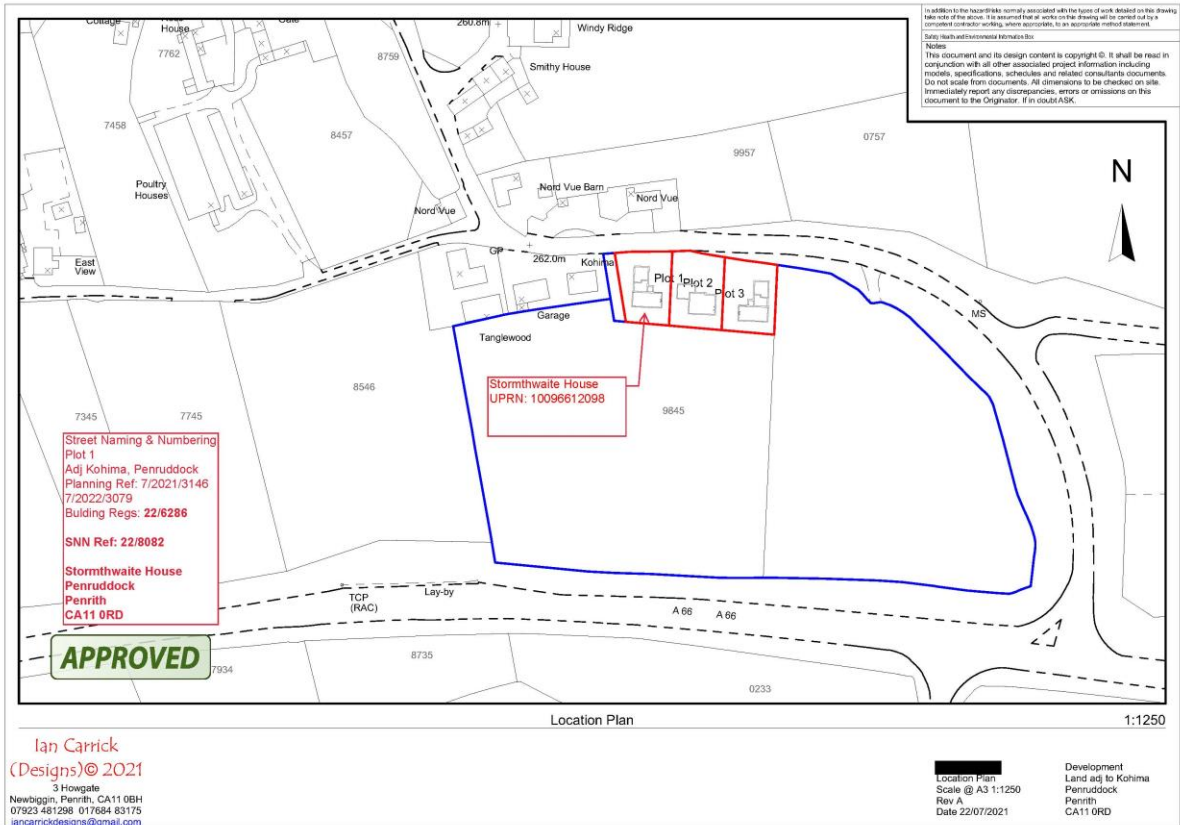 In addition to the hazard/risks normally associated with the types of work detailed on this drawing
take note of the above. It is assumed that all works on this drawing will be carried out by a
competent contractor working, where appropriate, to an appropriate method statement.
Safety Health and Environmental Information Box
Notes
This document and its design content is copyright ©. It shall be read in
conjunction with all other associated project information including
models, specifications, schedules and related consultants documents.
Do not scale from documents. All dimensions to be checked on site.
Immediately report any discrepancies, errors or omissions on this
document to the Originator. If in doubt ASK.
Cottage
House
7762
8759
260.8m
Windy Ridge
Smithy House
7458
8457
9957
0757
N
Poultry
Houses
Nord Vue
Nord Vue Barn
Nord Vue
East
View
GP
262.0m
Kohima
Plot 1
Plot 2
Plot 3
MS
Garage
Tanglewood
Stormthwaite House
UPRN: 10096612098
8546
9845
7345
7745
Street Naming & Numbering
Plot 1
Adj Kohima, Penruddock
Planning Ref: 7/2021/3146
7/2022/3079
Bulding Regs: 22/6286
SNN Ref: 22/8082
Stormthwaite House
Penruddock
Penrith
CA11 0RD
APPROVED
TCP
(RAC)
Lay-by
A 66
A 66
7934
8735
0233
Location Plan
1:1250
Ian Carrick
(Designs)© 2021
3 Howgate
Newbiggin, Penrith, CA11 0BH
07923 481298 017684 83175
iancarrickdesigns@gmail.com
Location Plan
Scale @ A3 1:1250
Rev A
Date 22/07/2021
Development
Land adj to Kohima
Penruddock
Penrith
CA11 0RD